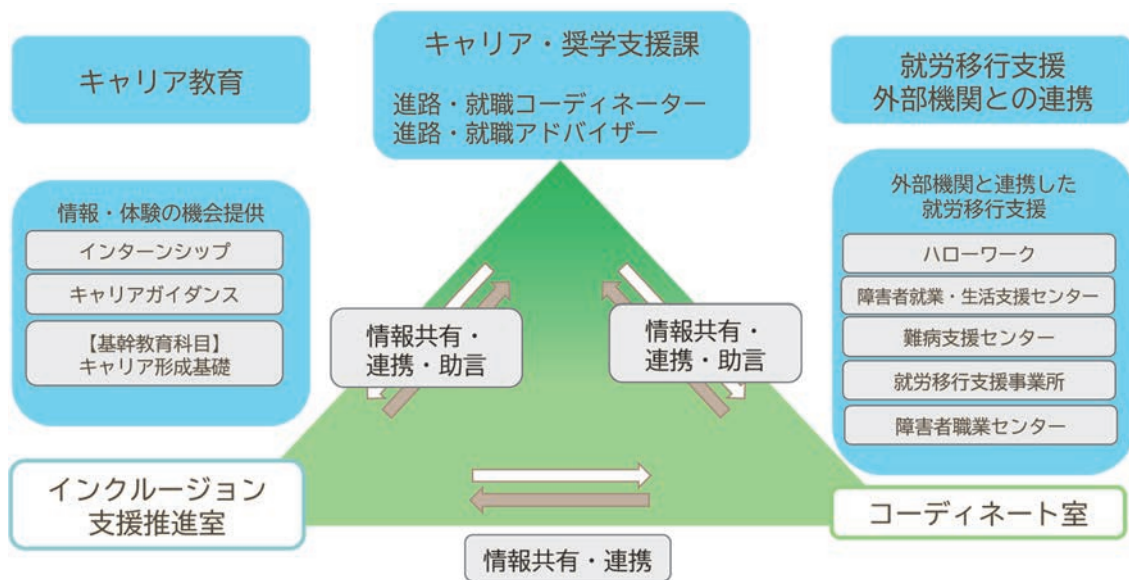 キャリア教育
キャリア・奨学支援課
進路・就職コーディネーター
進路・就職アドバイザー
就労移行支援
外部機関との連携
情報・体験の機会提供
インターンシップ
キャリアガイダンス
【基幹教育科目】
キャリア形成基礎
外部機関と連携した
就労移行支援
ハローワーク
障害者就業・生活支援センター
難病支援センター
就労移行支援事業所
障害者職業センター
情報共有・
連携・助言
情報共有・
連携・助言
インクルージョン
支援推進室
コーディネート室
情報共有・連携